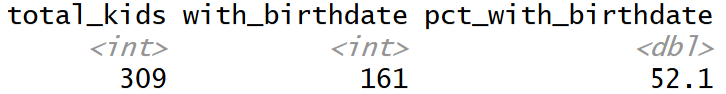 total_kids with_birthdate pct_with_birthdate
<int> <int> <dbl>
309 161 52.1